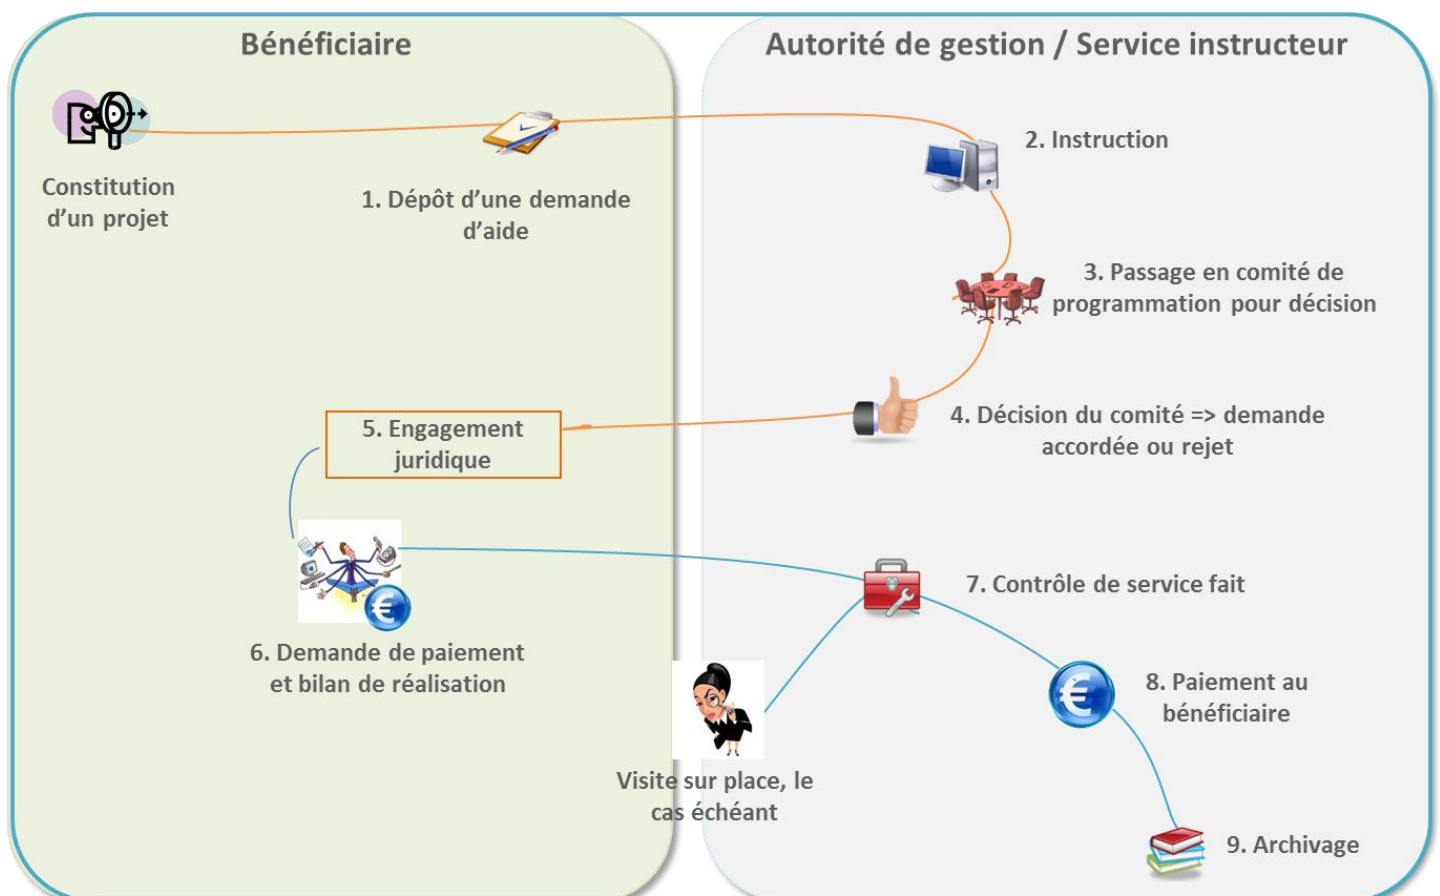 Bénéficiaire
Autorité de gestion / Service instructeur
Constitution
d’un projet
1. Dépôt d’une demande
d’aide
2. Instruction
3. Passage en comité de
programmation pour décision
4. Décision du comité => demande
accordée ou rejet
5. Engagement
juridique
6. Demande de paiement
et bilan de réalisation
7. Contrôle de service fait
Visite sur place, le
cas échéant
8. Paiement au
bénéficiaire
9. Archivage